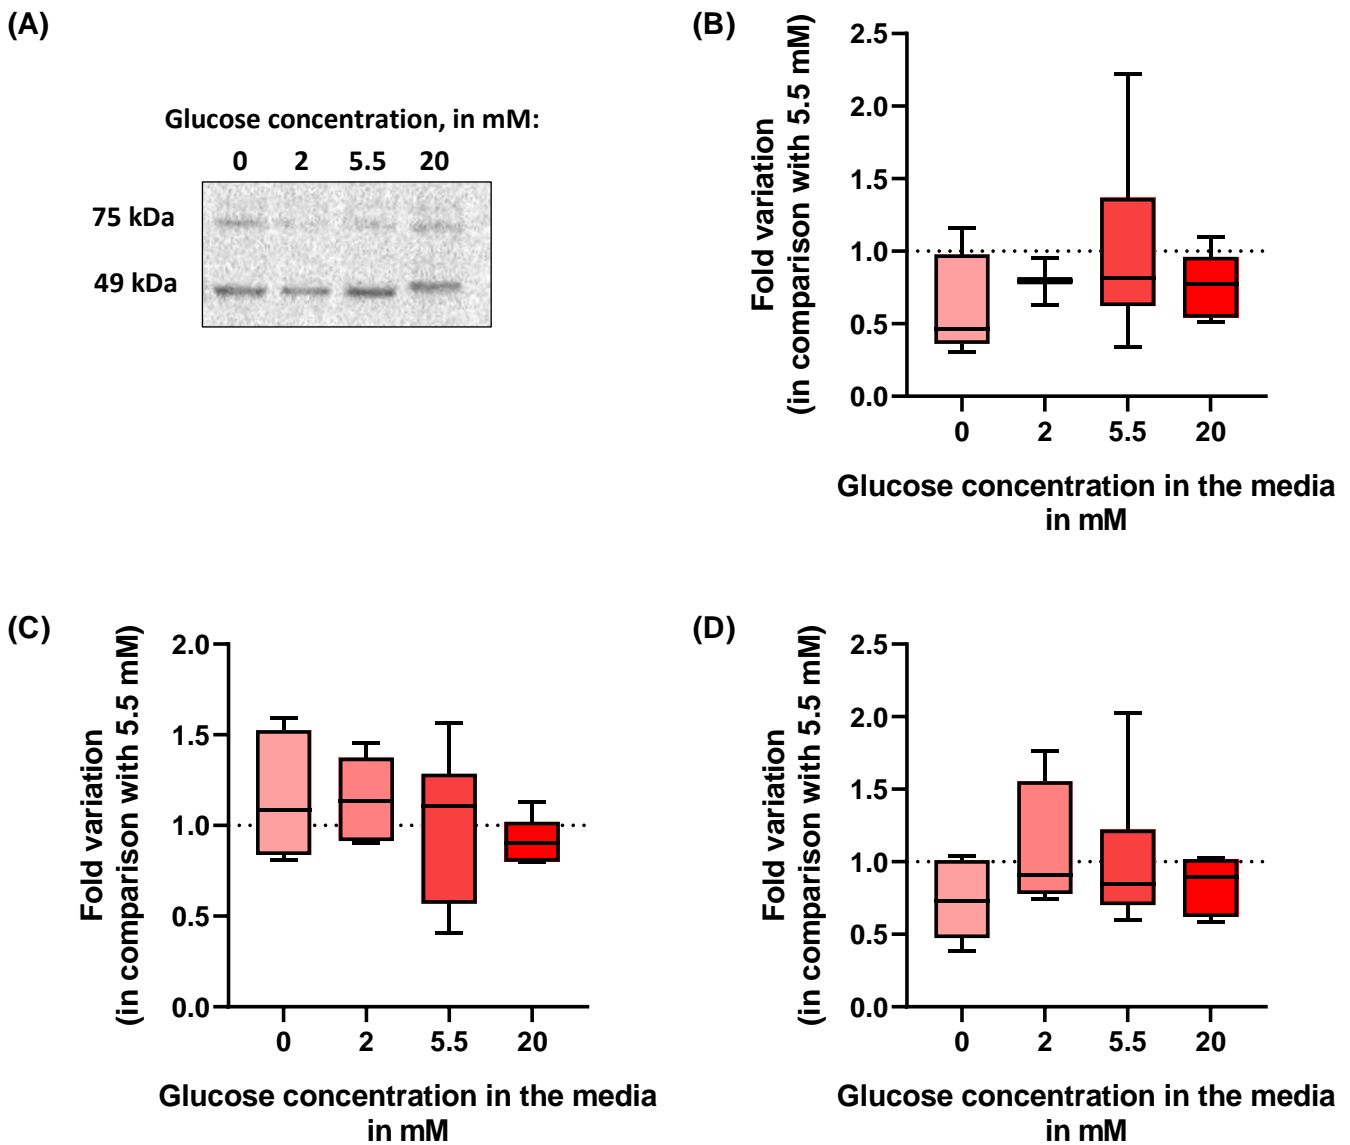 (A)
Glucose concentration, in mM:
0 2 5.5 20
75 kDa
49 kDa
(B)
Fold variation
(in comparison with 5.5 mM)
2.5
2.0
1.5
1.0
0.5
0.0
0 2 5.5 20
Glucose concentration in the media
in mM
(C)
Fold variation
(in comparison with 5.5 mM)
2.0
1.5
1.0
0.5
0.0
0 2 5.5 20
Glucose concentration in the media
in mM
(D)
Fold variation
(in comparison with 5.5 mM)
2.5
2.0
1.5
1.0
0.5
0.0
0 2 5.5 20
Glucose concentration in the media
in mM